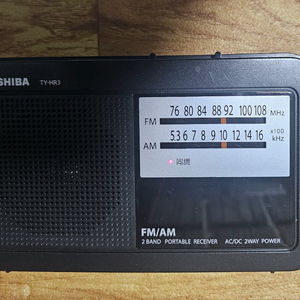 SHIBA TY-HR3
76 80 84 88 92 100 108 MHz
FM
53 6 7 8 9 10 12 14 16 x100 kHz
AM
同調
FM/AM
2 BAND PORTABLE RECEIVER AC/DC 2WAY POWER